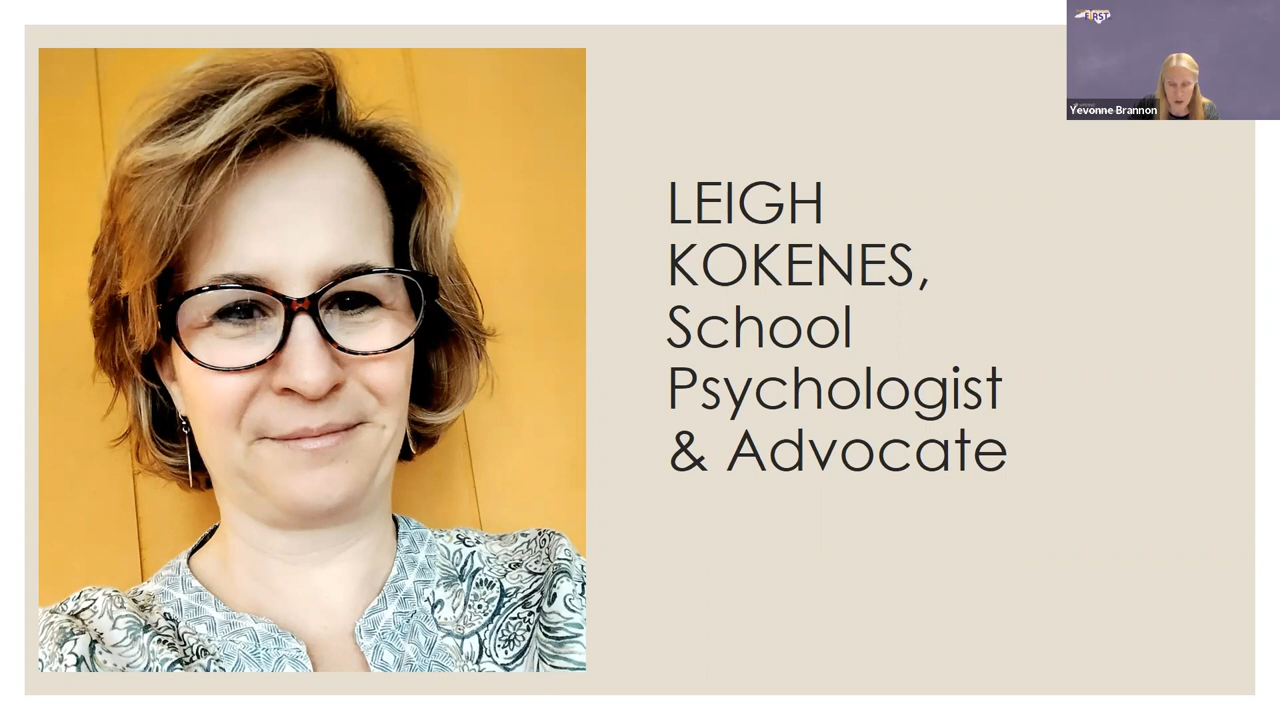 LEIGH
KOKENES,
School
Psychologist
& Advocate
Yevonne Brannon